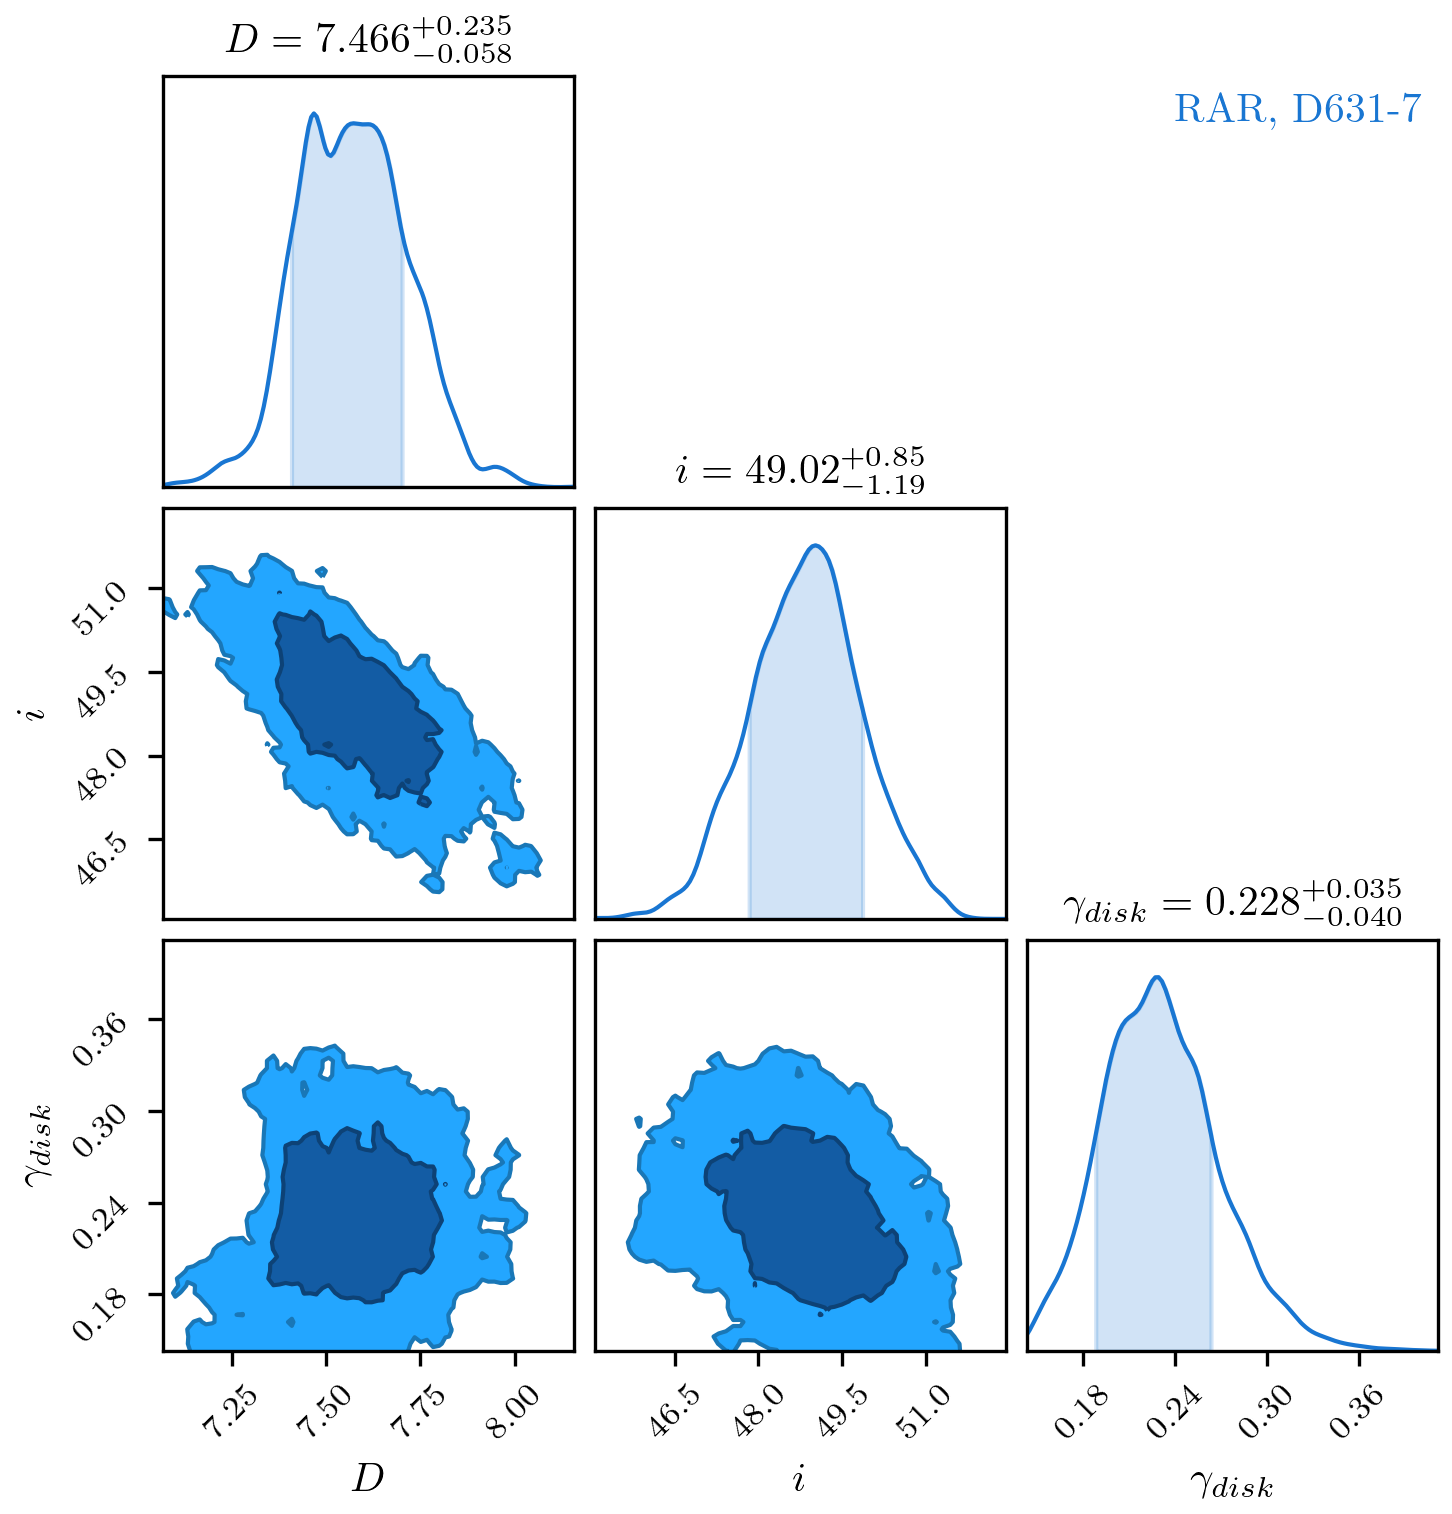 D = 7.466^{+0.235}_{-0.058}
RAR, D631-7
i = 49.02^{+0.85}_{-1.19}
51.0
49.5
48.0
46.5
i
γ_{disk} = 0.228^{+0.035}_{-0.040}
0.36
0.30
0.24
0.18
γ_{disk}
7.25 7.50 7.75 8.00 46.5 48.0 49.5 51.0 0.18 0.24 0.30 0.36
D i γ_{disk}